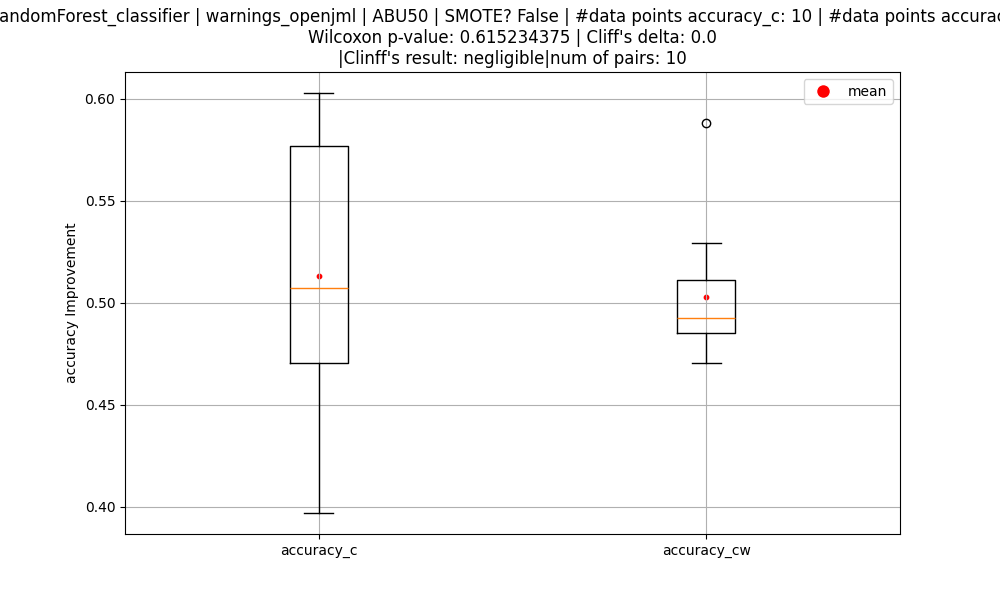 andomForest_classifier | warnings_openjml | ABU50 | SMOTE? False | #data points accuracy_c: 10 | #data points
Wilcoxon p-value: 0.615234375 | Cliff's delta: 0.0
|Clinff's result: negligible|num of pairs: 10
mean
0.60
0.55
0.50
0.45
0.40
accuracy Improvement
accuracy_c
accuracy_cw